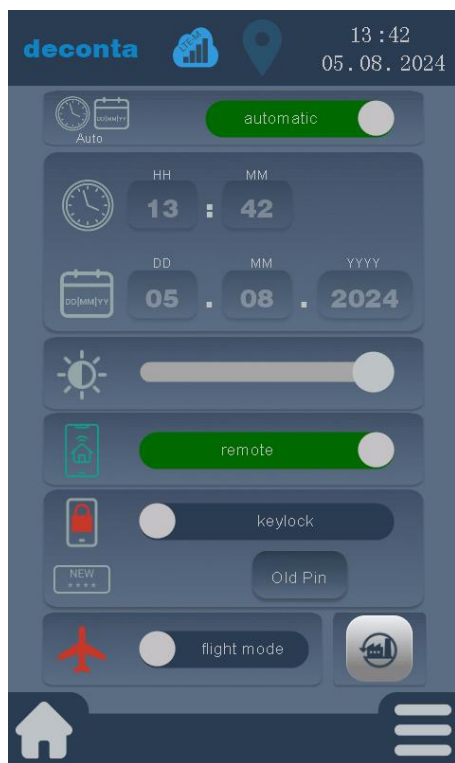 deconta
LTE-M
13:42
05.08.2024
DD|MM|YY
Auto
automatic
HH MM
13 : 42
DD MM YYYY
DD|MM|YY
05 . 08 . 2024
remote
keylock
NEW
****
Old Pin
flight mode